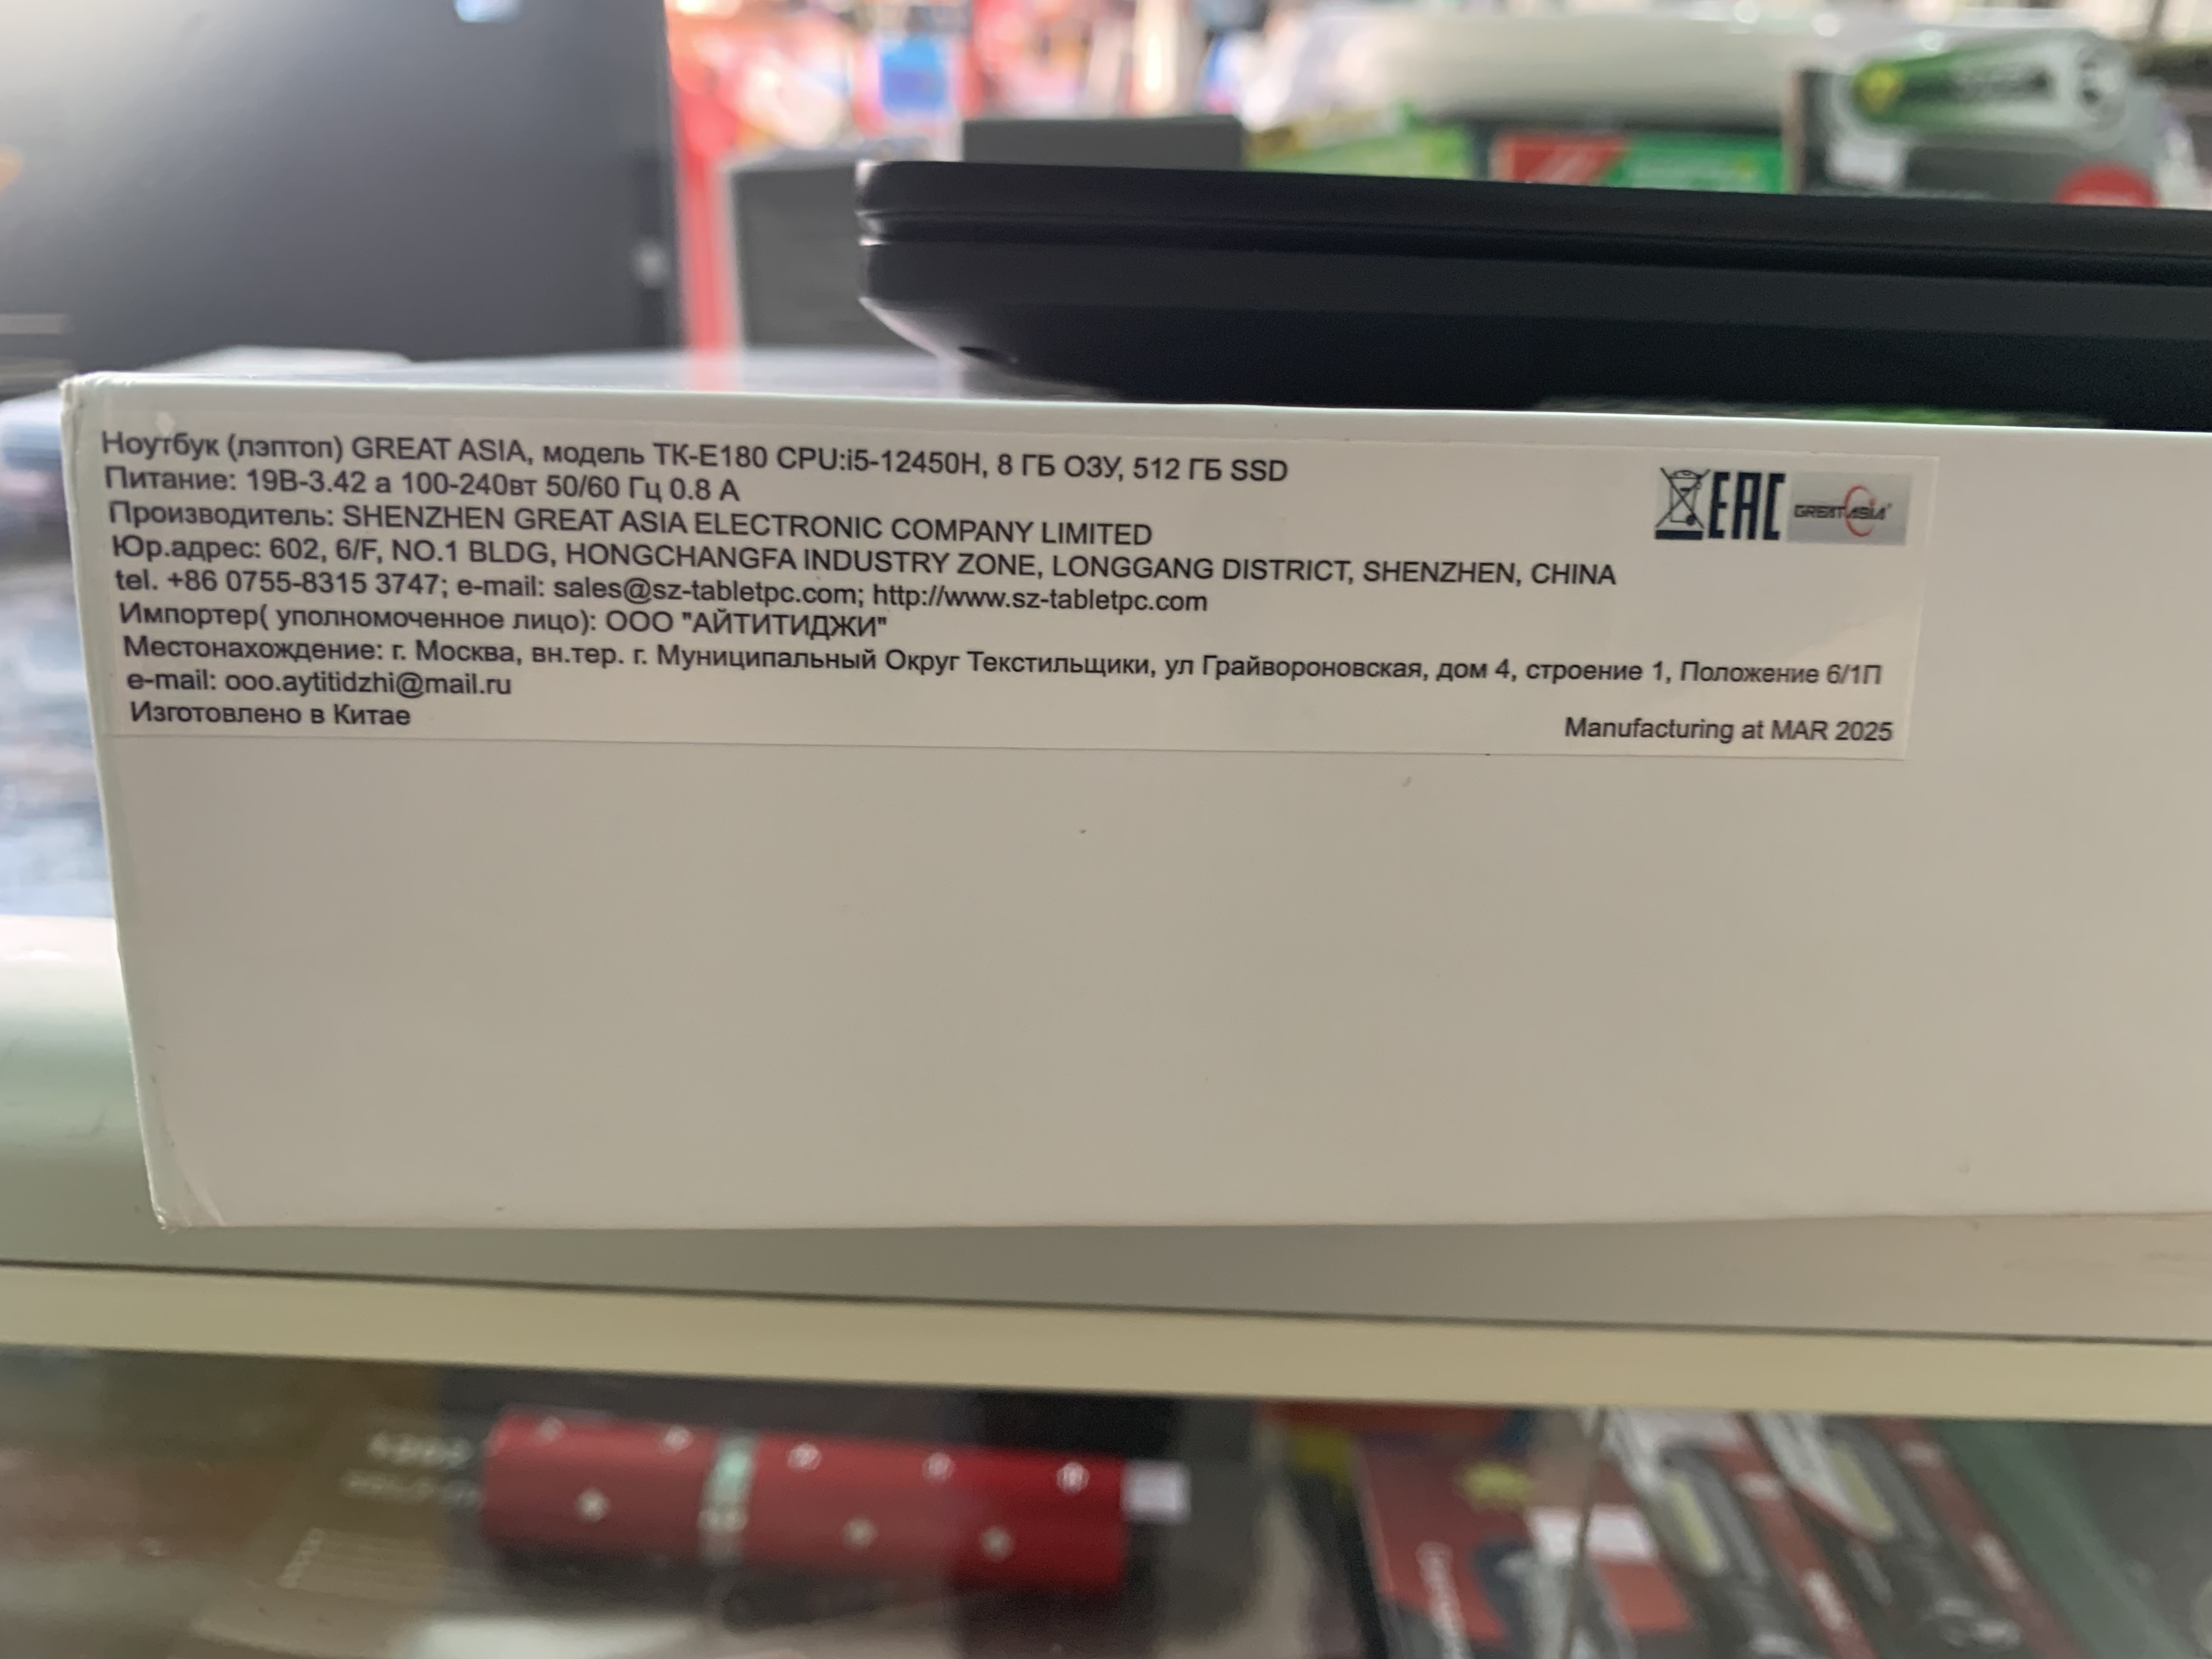 Ноутбук (лэптоп) GREAT ASIA, модель TK-E180 CPU:i5-12450H, 8 ГБ ОЗУ, 512 ГБ SSD
Питание: 19В-3.42 а 100-240вт 50/60 Гц 0.8 А
Производитель: SHENZHEN GREAT ASIA ELECTRONIC COMPANY LIMITED
Юр.адрес: 602, 6/F, NO.1 BLDG, HONGCHANGFA INDUSTRY ZONE, LONGGANG DISTRICT, SHENZHEN, CHINA
tel. +86 0755-8315 3747; e-mail: sales@sz-tabletpc.com; http://www.sz-tabletpc.com
Импортер( уполномоченное лицо): ООО "АЙТИТИДЖИ"
Местонахождение: г. Москва, вн.тер. г. Муниципальный Округ Текстильщики, ул Грайвороновская, дом 4, строение 1, Положение 6/1П
e-mail: ooo.aytitidzhi@mail.ru
Изготовлено в Китае
Manufacturing at MAR 2025
EAC
GREAT ASIA